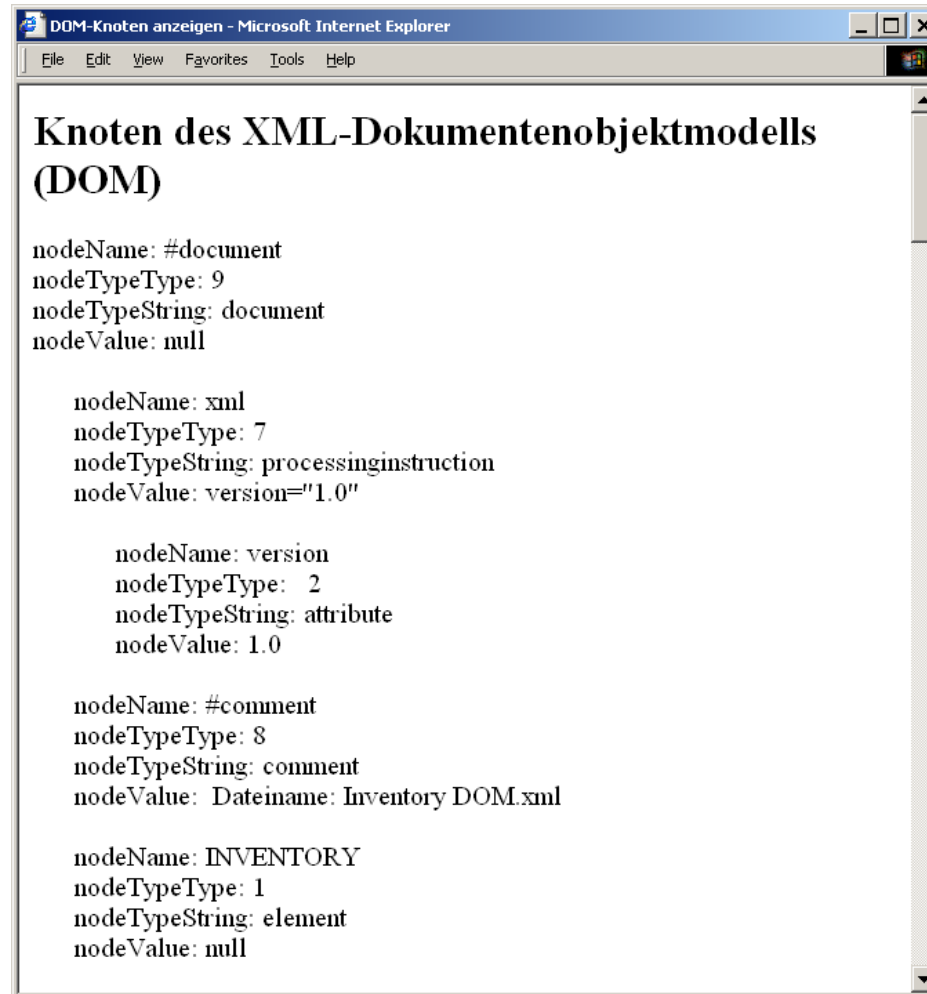 DOM-Knoten anzeigen - Microsoft Internet Explorer
File Edit View Favorites Tools Help
Knoten des XML-Dokumentenobjektmodells
(DOM)
nodeName: #document
nodeTypeType: 9
nodeTypeString: document
nodeValue: null
nodeName: xml
nodeTypeType: 7
nodeTypeString: processinginstruction
nodeValue: version="1.0"
nodeName: version
nodeTypeType: 2
nodeTypeString: attribute
nodeValue: 1.0
nodeName: #comment
nodeTypeType: 8
nodeTypeString: comment
nodeValue: Dateiname: Inventory DOM.xml
nodeName: INVENTORY
nodeTypeType: 1
nodeTypeString: element
nodeValue: null